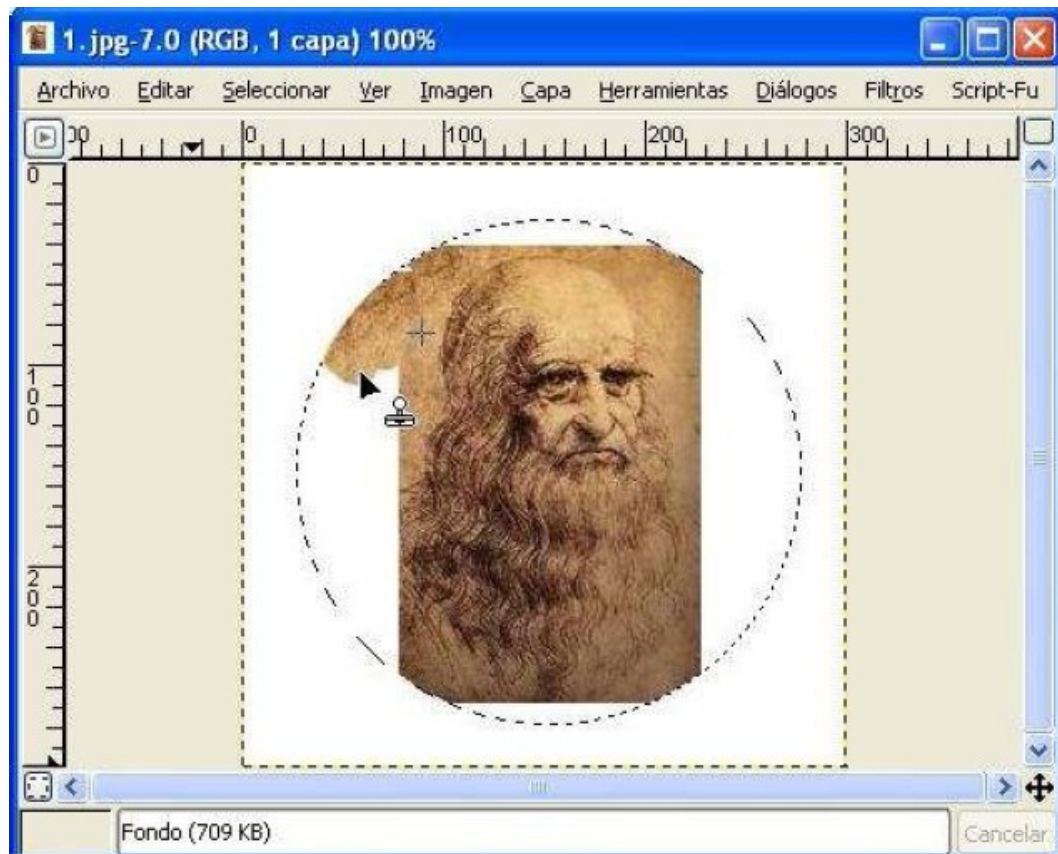 1.jpg-7.0 (RGB, 1 capa) 100%
Archivo Editar Seleccionar Ver Imagen Capa Herramientas Diálogos Filtros Script-Fu
00 0 100 200 300
0
100
200
Fondo (709 KB) Cancelar